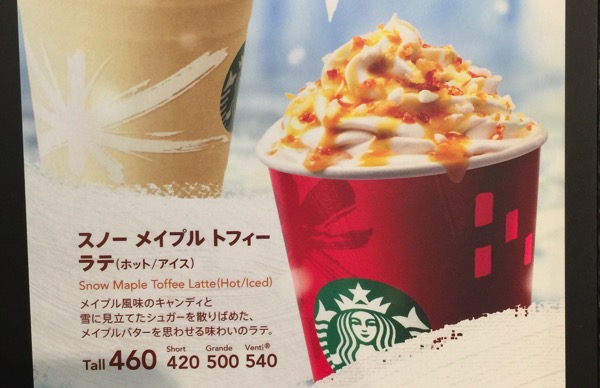 スノー メイプル トフィー
ラテ(ホット/アイス)
Snow Maple Toffee Latte(Hot/Iced)
メイプル風味のキャンディと
雪に見立てたシュガーを散りばめた、
メイプルバターを思わせる味わいのラテ。
Tall 460 Short 420 Grande 500 Venti® 540